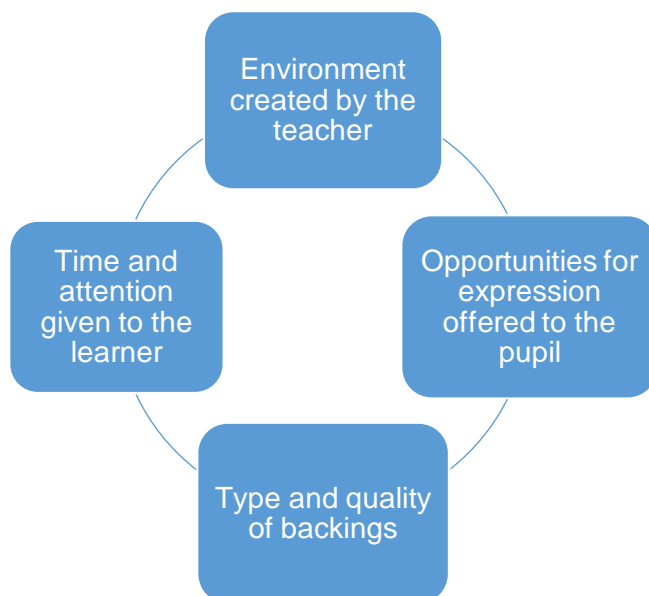 Environment
created by the
teacher
Opportunities for
expression
offered to the
pupil
Type and quality
of backings
Time and
attention
given to the
learner